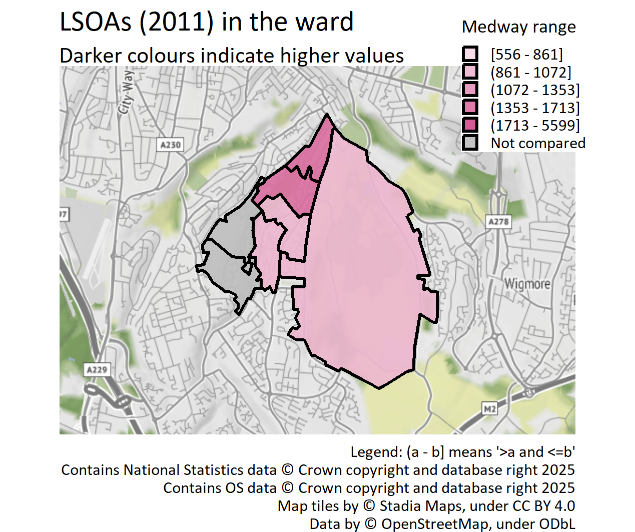 LSOAs (2011) in the ward
Darker colours indicate higher values
Medway range
[556 - 861]
(861 - 1072]
(1072 - 1353]
(1353 - 1713]
(1713 - 5599]
Not compared
City Way
A230
A278
Wigmore
A229
M2
Legend: (a - b] means '>a and <=b'
Contains National Statistics data © Crown copyright and database right 2025
Contains OS data © Crown copyright and database right 2025
Map tiles by © Stadia Maps, under CC BY 4.0
Data by © OpenStreetMap, under ODbL